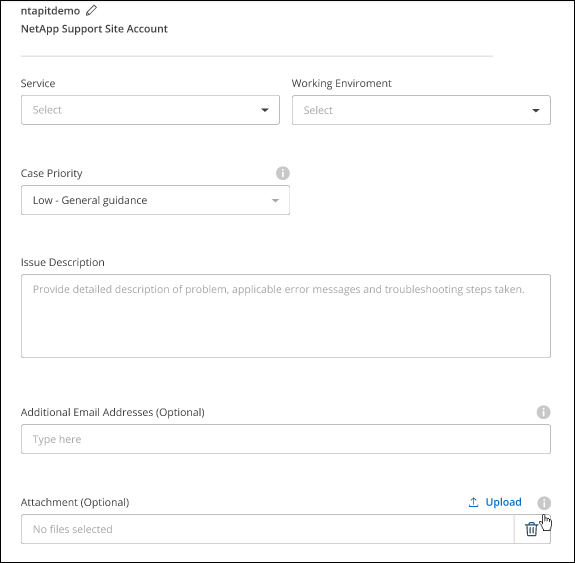 ntapitdemo
NetApp Support Site Account
Service
Working Enviroment
Select
Select
Case Priority
Low - General guidance
Issue Description
Provide detailed description of problem, applicable error messages and troubleshooting steps taken.
Additional Email Addresses (Optional)
Type here
Attachment (Optional)
Upload
No files selected